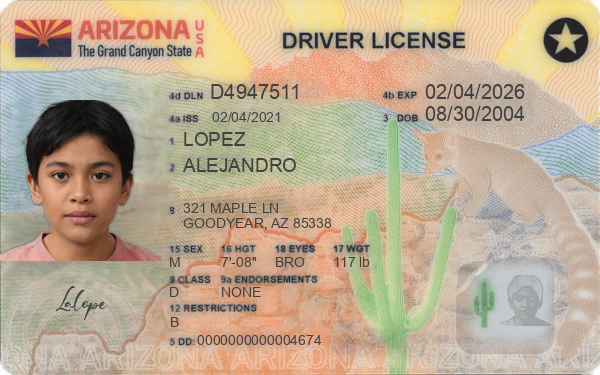 ARIZONA USA
The Grand Canyon State
DRIVER LICENSE
4d DLN D4947511
4b EXP 02/04/2026
4a ISS 02/04/2021
3 DOB 08/30/2004
1 LOPEZ
2 ALEJANDRO
8 321 MAPLE LN
GOODYEAR, AZ 85338
15 SEX 16 HGT 18 EYES 17 WGT
M 7'-08" BRO 117 lb
9 CLASS 9a ENDORSEMENTS
D NONE
12 RESTRICTIONS
B
LaLope
5 DD: 0000000000004674
ARIZONA ARIZONA ARIZONA ARIZONA